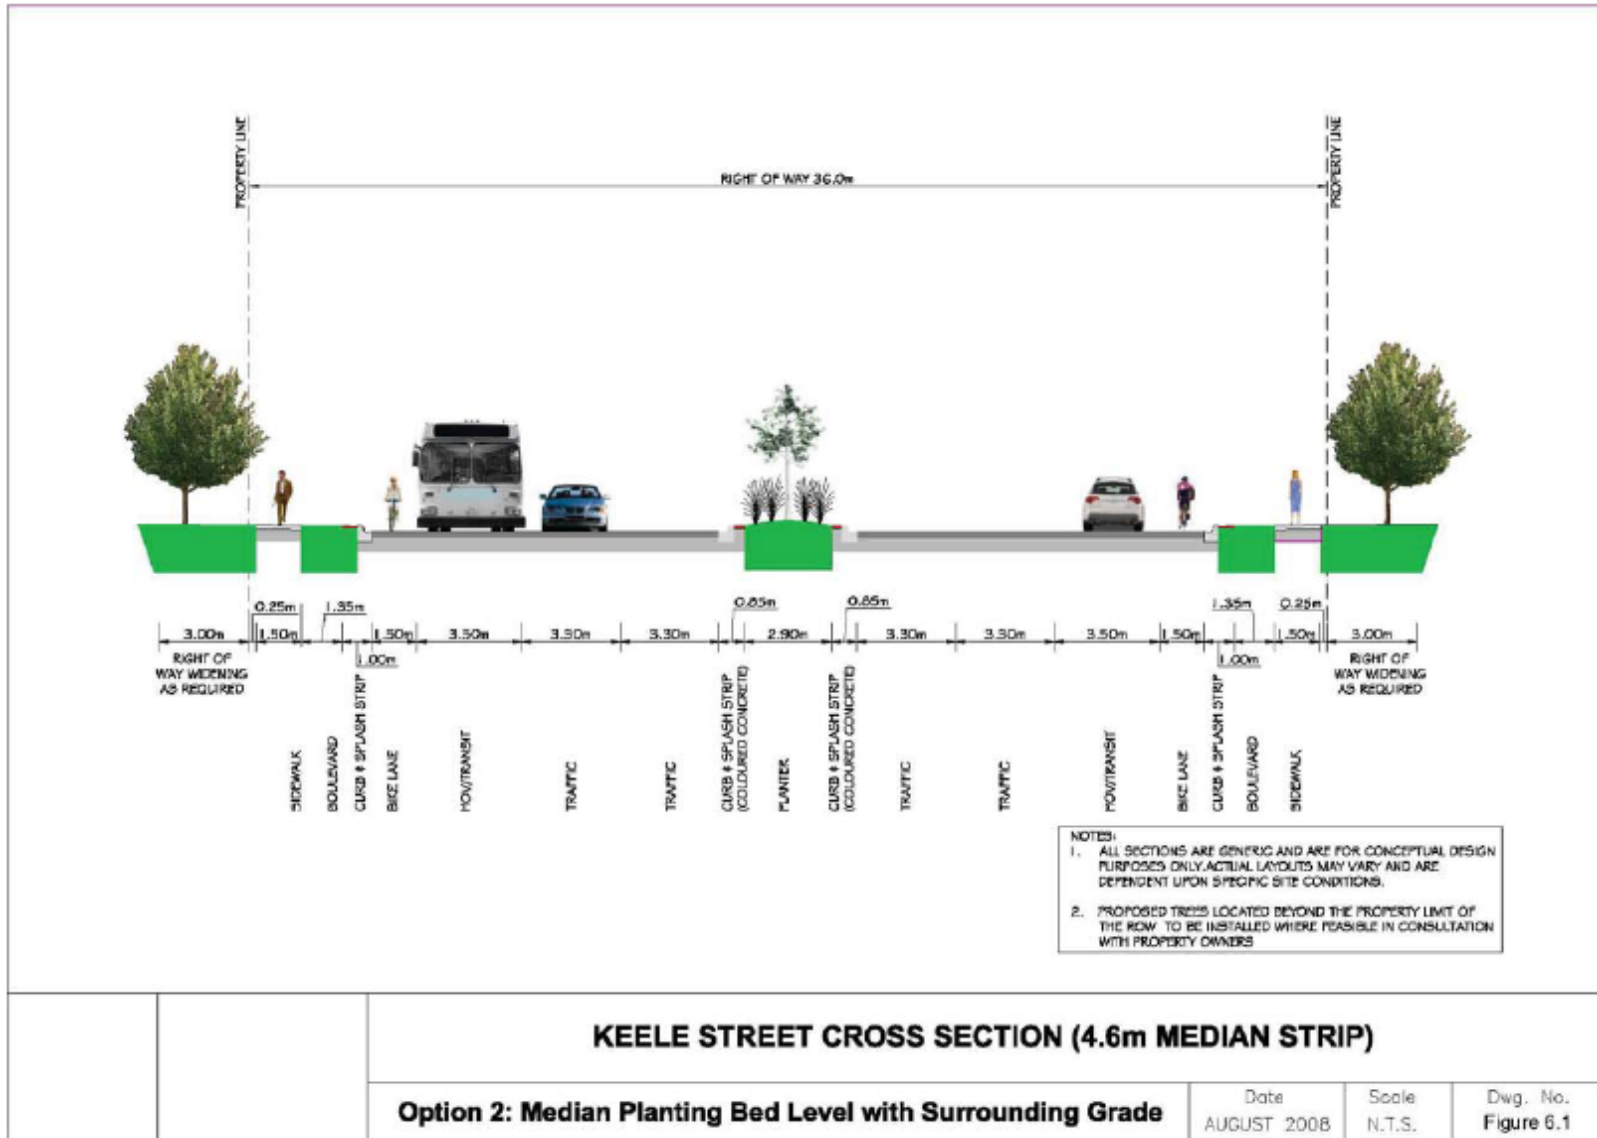 PROPERTY LINE
PROPERTY LINE
RIGHT OF WAY 36.0m
0.25m 1.35m 0.85m 0.85m 1.35m 0.25m
3.00m 1.50m 1.50m 3.50m 3.30m 3.30m 2.90m 3.30m 3.30m 3.50m 1.50m 1.50m 3.00m
1.00m 1.00m
RIGHT OF
WAY WIDENING
AS REQUIRED
RIGHT OF
WAY WIDENING
AS REQUIRED
SIDEWALK
BOULEVARD
CURB & SPLASH STRIP
BIKE LANE
HOV/TRANSIT
TRAFFIC
TRAFFIC
CURB & SPLASH STRIP
(COLOURED CONCRETE)
PLANTER
CURB & SPLASH STRIP
(COLOURED CONCRETE)
TRAFFIC
TRAFFIC
HOV/TRANSIT
BIKE LANE
CURB & SPLASH STRIP
BOULEVARD
SIDEWALK
NOTES:
1. ALL SECTIONS ARE GENERIC AND ARE FOR CONCEPTUAL DESIGN
PURPOSES ONLY. ACTUAL LAYOUTS MAY VARY AND ARE
DEPENDENT UPON SPECIFIC SITE CONDITIONS.
2. PROPOSED TREES LOCATED BEYOND THE PROPERTY LIMIT OF
THE ROW TO BE INSTALLED WHERE FEASIBLE IN CONSULTATION
WITH PROPERTY OWNERS
KEELE STREET CROSS SECTION (4.6m MEDIAN STRIP)
Option 2: Median Planting Bed Level with Surrounding Grade
Date
AUGUST 2008
Scale
N.T.S.
Dwg. No.
Figure 6.1